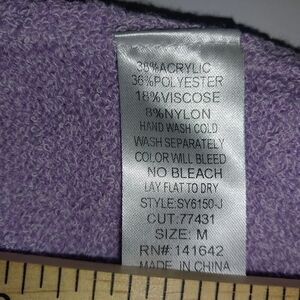 38%ACRYLIC
36%POLYESTER
18%VISCOSE
8%NYLON
HAND WASH COLD
WASH SEPARATELY
COLOR WILL BLEED
NO BLEACH
LAY FLAT TO DRY
STYLE:SY6150-J
CUT:77431
SIZE: M
RN#: 141642
MADE IN CHINA